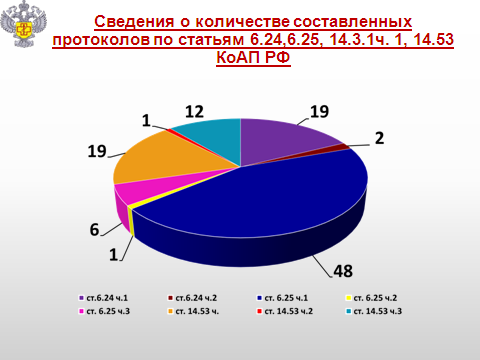 Сведения о количестве составленных
протоколов по статьям 6.24,6.25, 14.3.1ч. 1, 14.53
КоАП РФ
1
12
19
2
19
6
1
48
ст.6.24 ч.1
ст.6.24 ч.2
ст. 6.25 ч.1
ст. 6.25 ч.2
ст. 6.25 ч.3
ст. 14.53 ч.
ст. 14.53 ч.2
ст. 14.53 ч.3